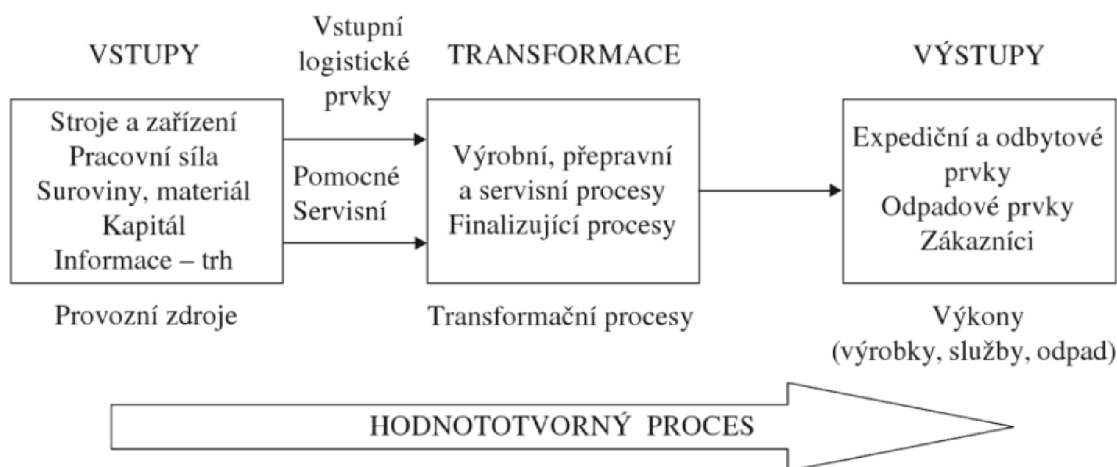 VSTUPY
Stroje a zařízení
Pracovní síla
Suroviny, materiál
Kapitál
Informace – trh
Provozní zdroje
Vstupní
logistické
prvky
Pomocné
Servisní
TRANSFORMACE
Výrobní, přepravní
a servisní procesy
Finalizující procesy
Transformační procesy
VÝSTUPY
Expediční a odbytové
prvky
Odpadové prvky
Zákazníci
Výkony
(výrobky, služby, odpad)
HODNOTOTVORNÝ PROCES